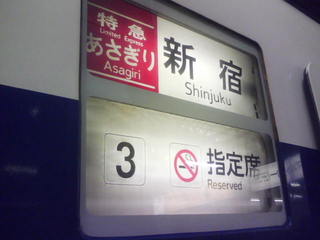 特急
Limited Express
あさぎり
Asagiri
新宿
Shinjuku
3
指定席
Reserved